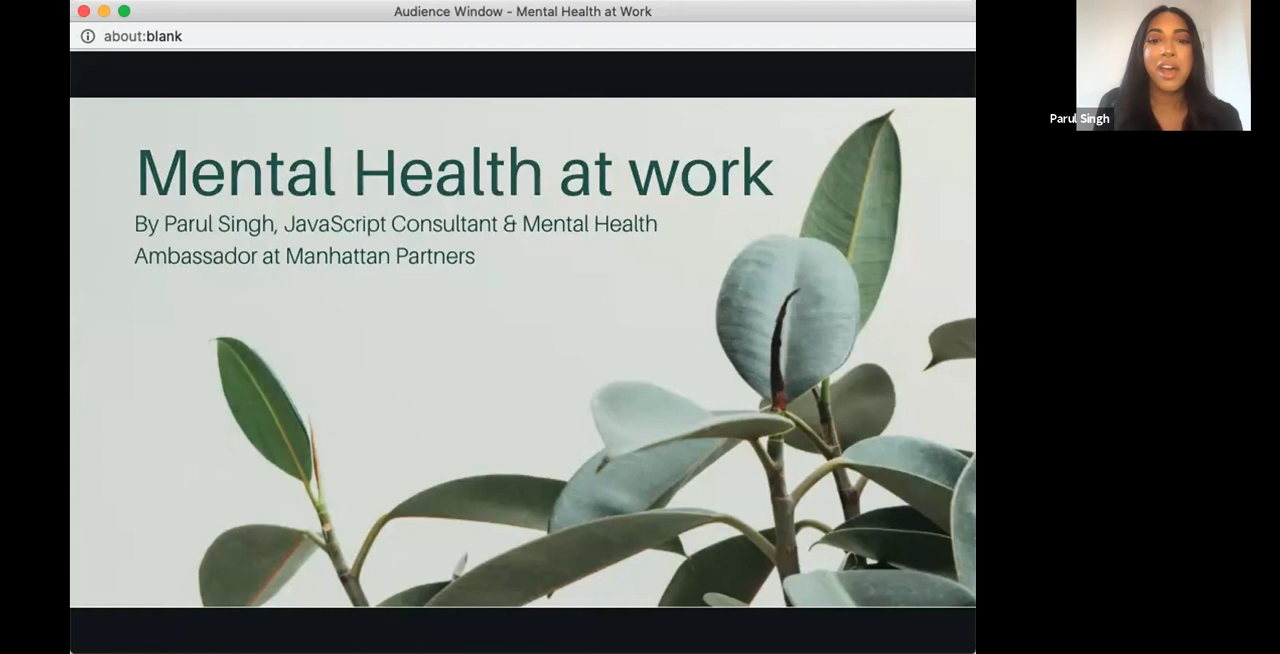 Audience Window - Mental Health at Work
about:blank
Mental Health at work
By Parul Singh, JavaScript Consultant & Mental Health
Ambassador at Manhattan Partners
Parul Singh